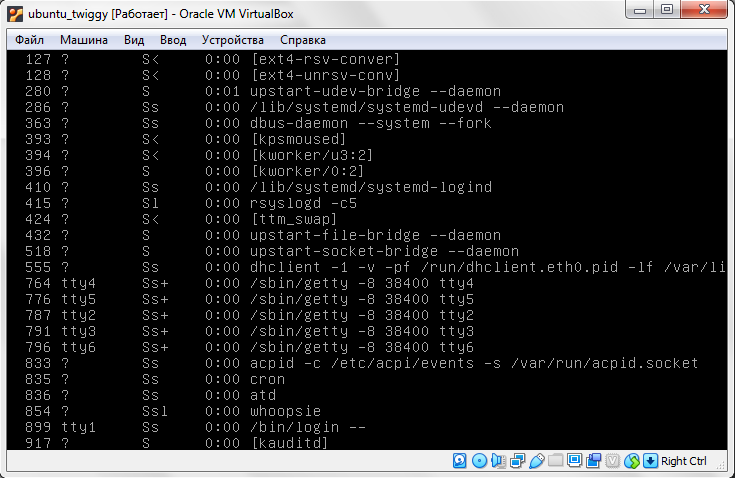 ubuntu_twiggy [Работает] - Oracle VM VirtualBox
Файл Машина Вид Ввод Устройства Справка
127 ? S< 0:00 [ext4-rsv-conver]
128 ? S< 0:00 [ext4-unrsv-conv]
280 ? S 0:01 upstart-udev-bridge --daemon
286 ? Ss 0:00 /lib/systemd/systemd-udevd --daemon
363 ? Ss 0:00 dbus-daemon --system --fork
393 ? S< 0:00 [kpsmoused]
394 ? S< 0:00 [kworker/u3:2]
396 ? S 0:00 [kworker/0:2]
410 ? Ss 0:00 /lib/systemd/systemd-logind
415 ? Sl 0:00 rsyslogd -c5
424 ? S< 0:00 [ttm_swap]
432 ? S 0:00 upstart-file-bridge --daemon
518 ? S 0:00 upstart-socket-bridge --daemon
555 ? Ss 0:00 dhclient -1 -v -pf /run/dhclient.eth0.pid -lf /var/li
764 tty4 Ss+ 0:00 /sbin/getty -8 38400 tty4
776 tty5 Ss+ 0:00 /sbin/getty -8 38400 tty5
787 tty2 Ss+ 0:00 /sbin/getty -8 38400 tty2
791 tty3 Ss+ 0:00 /sbin/getty -8 38400 tty3
796 tty6 Ss+ 0:00 /sbin/getty -8 38400 tty6
833 ? Ss 0:00 acpid -c /etc/acpi/events -s /var/run/acpid.socket
835 ? Ss 0:00 cron
836 ? Ss 0:00 atd
854 ? Ssl 0:00 whoopsie
899 tty1 Ss 0:00 /bin/login --
917 ? S 0:00 [kauditd]
Right Ctrl